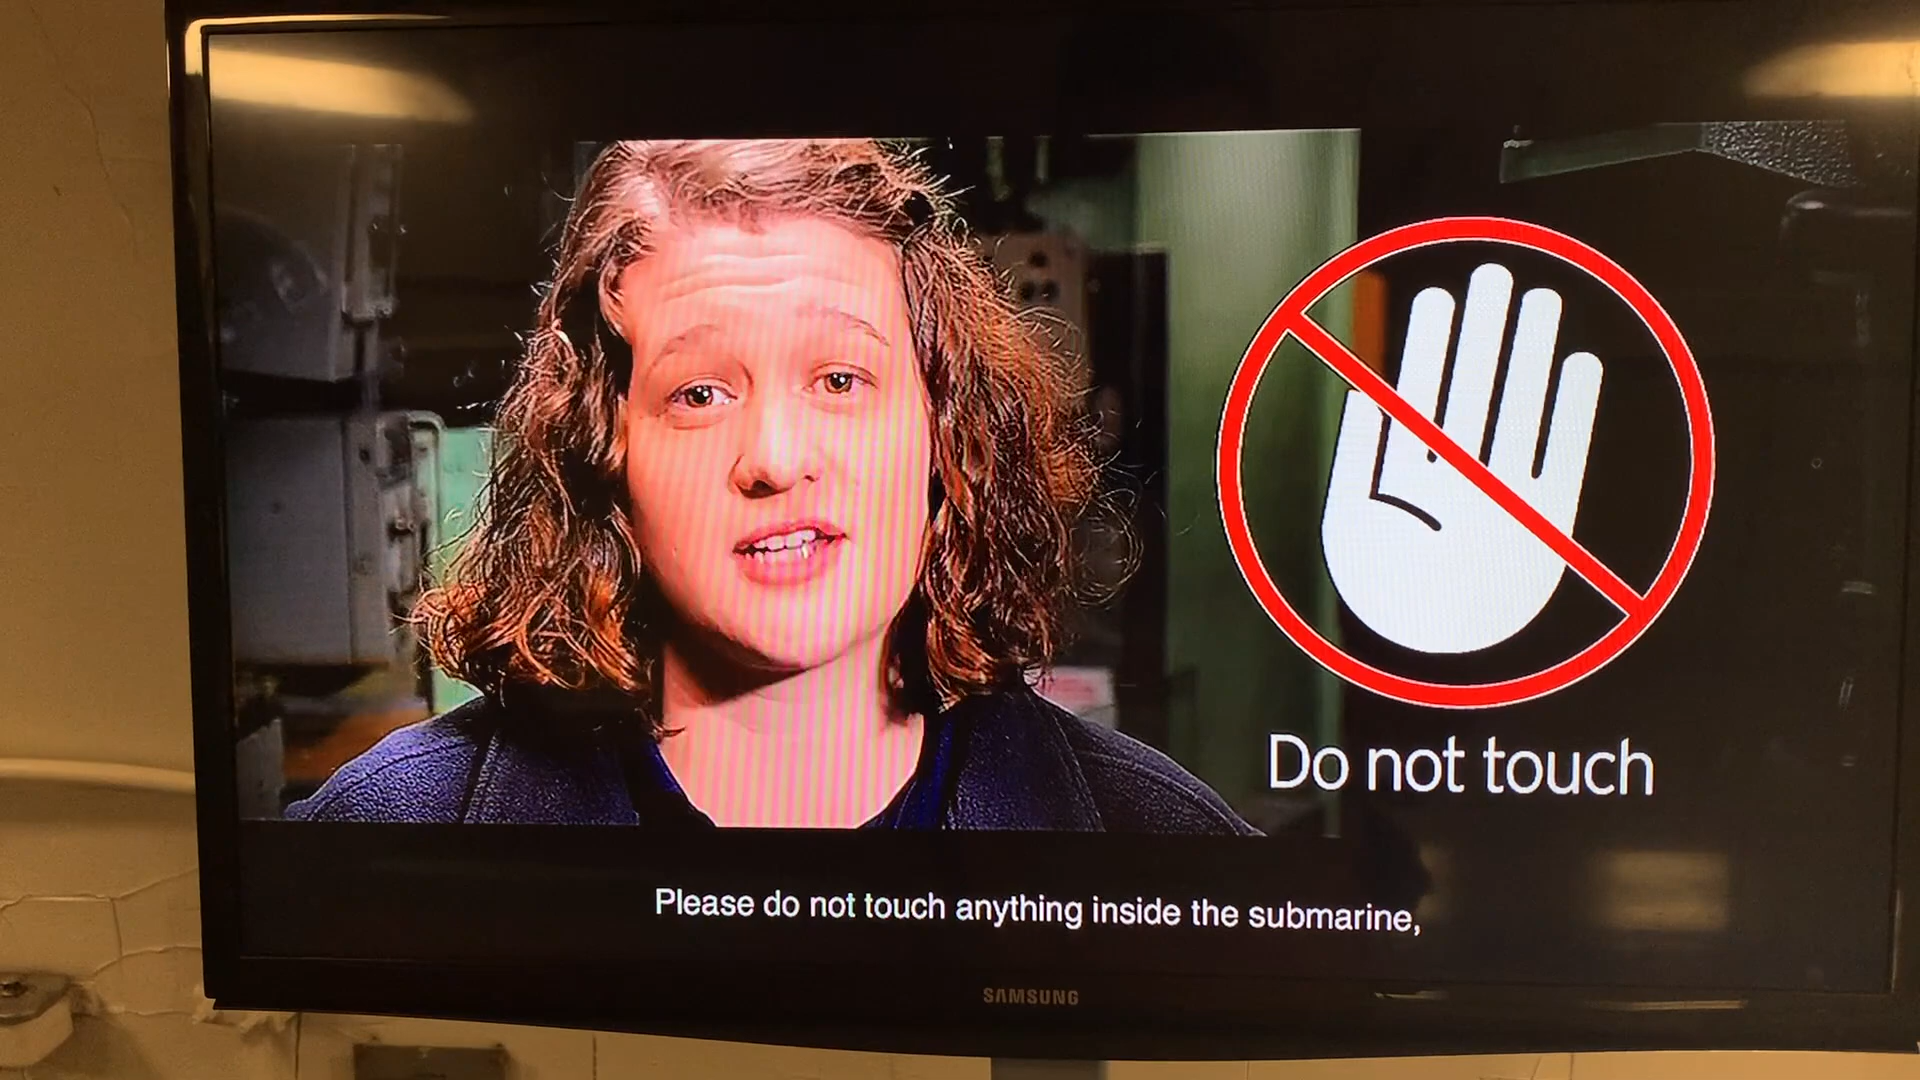 Do not touch
Please do not touch anything inside the submarine,
SAMSUNG